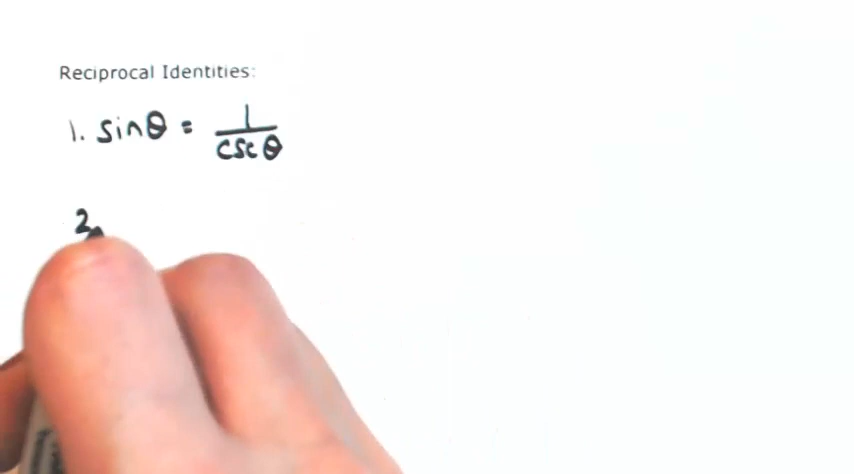 Reciprocal Identities:
1. sinθ = 1/cscθ
2.